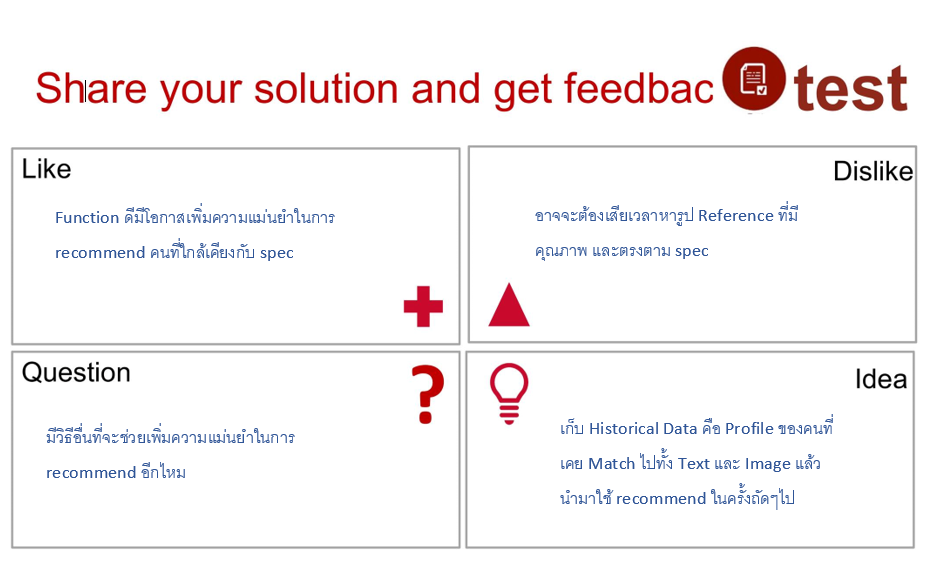 Share your solution and get feedbac
test
Like
Function ดีมีโอกาสเพิ่มความแม่นยำในการ
recommend คนที่ใกล้เคียงกับ spec
Dislike
อาจจะต้องเสียเวลาหารูป Reference ที่มี
คุณภาพ และตรงตาม spec
Question
?
มีวิธีอื่นที่จะช่วยเพิ่มความแม่นยำในการ
recommend อีกไหม
Idea
เก็บ Historical Data คือ Profile ของคนที่
เคย Match ไปทั้ง Text และ Image แล้ว
นำมาใช้ recommend ในครั้งถัดๆไป